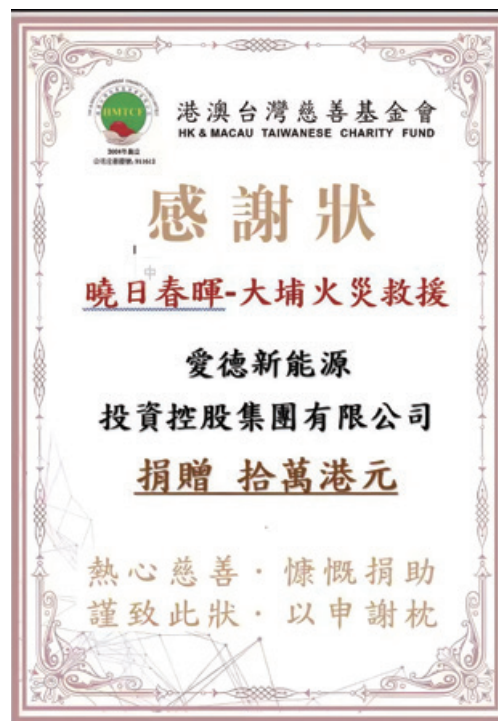 HMTCF
港澳台灣慈善基金會
HK & MACAU TAIWANESE CHARITY FUND
感謝狀
中
曉日春暉-大埔火災救援
愛德新能源
投資控股集團有限公司
捐贈 拾萬港元
熱心慈善·慷慨捐助
謹致此狀·以申謝枕